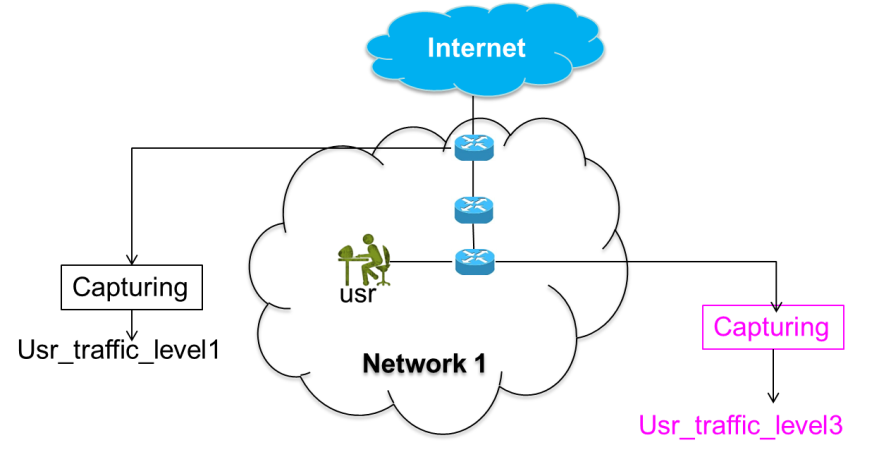 Internet
Capturing
usr
Capturing
Usr_traffic_level1
Network 1
Usr_traffic_level3